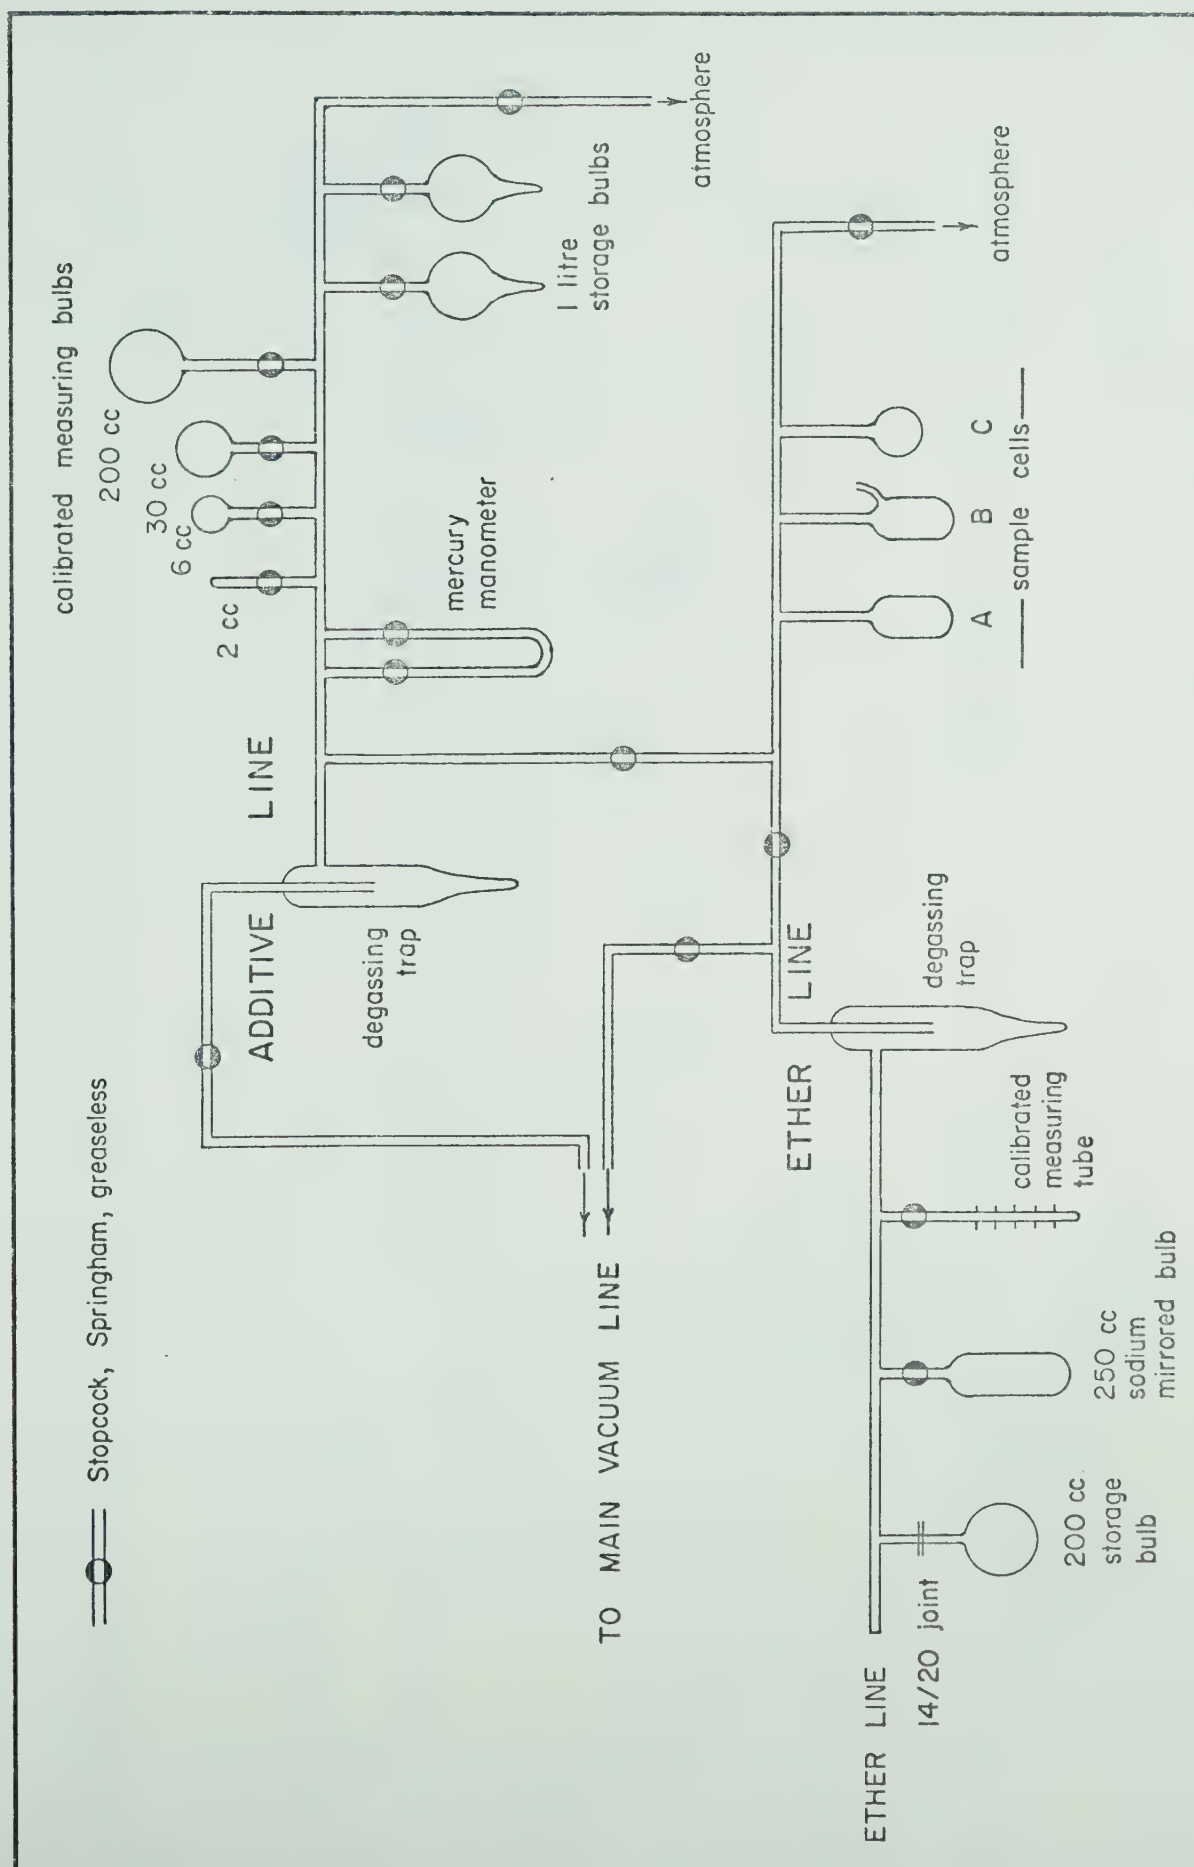 Stopcock, Springham, greaseless
calibrated measuring bulbs
200 cc
30 cc
6 cc
2 cc
ADDITIVE LINE
degassing
trap
mercury
manometer
1 litre
storage bulbs
atmosphere
TO MAIN VACUUM LINE
ETHER LINE
degassing
trap
A B C
sample cells
atmosphere
ETHER LINE
14/20 joint
200 cc
storage
bulb
250 cc
sodium
mirrored bulb
calibrated
measuring
tube